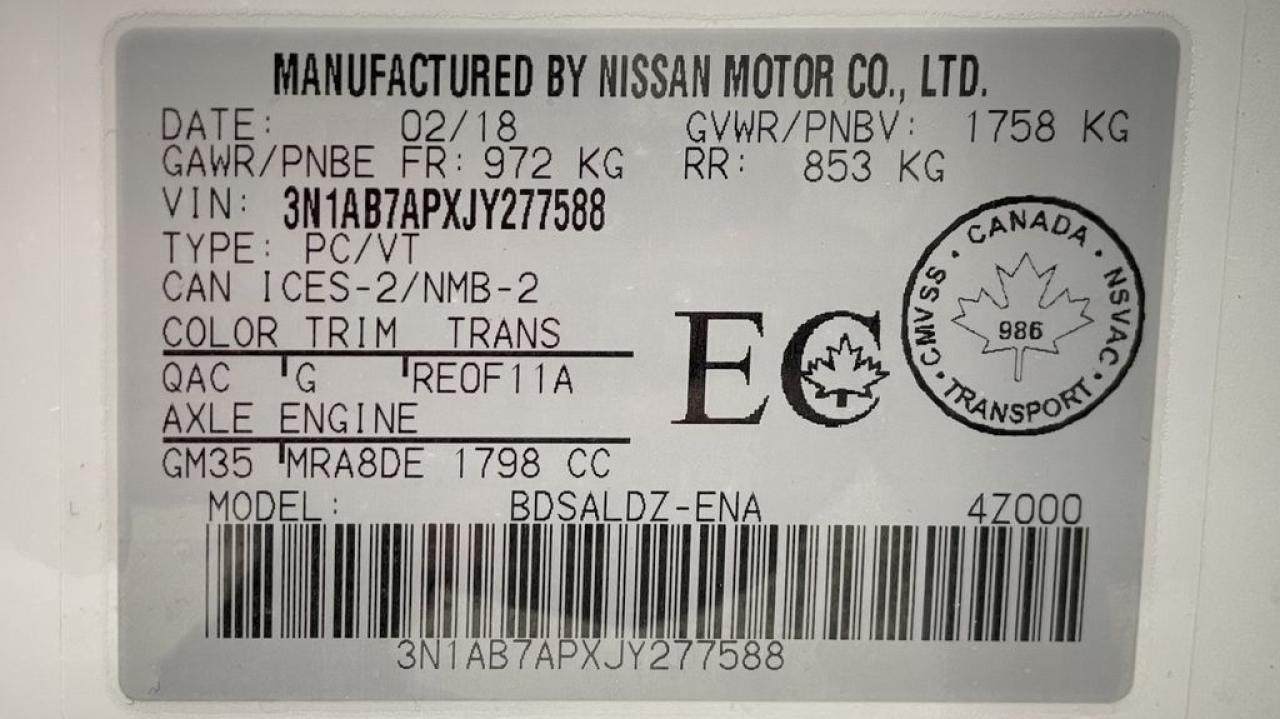 MANUFACTURED BY NISSAN MOTOR CO., LTD.
DATE: 02/18 GVWR/PNBV: 1758 KG
GAWR/PNBE FR: 972 KG RR: 853 KG
VIN: 3N1AB7APXJY277588
TYPE: PC/VT
CAN ICES-2/NMB-2
COLOR TRIM TRANS
QAC G RE0F11A
AXLE ENGINE
GM35 MRA8DE 1798 CC
EC
CANADA
CMVSS 986 NSVAC
TRANSPORT
MODEL: BDSALDZ-ENA 4Z000
3N1AB7APXJY277588